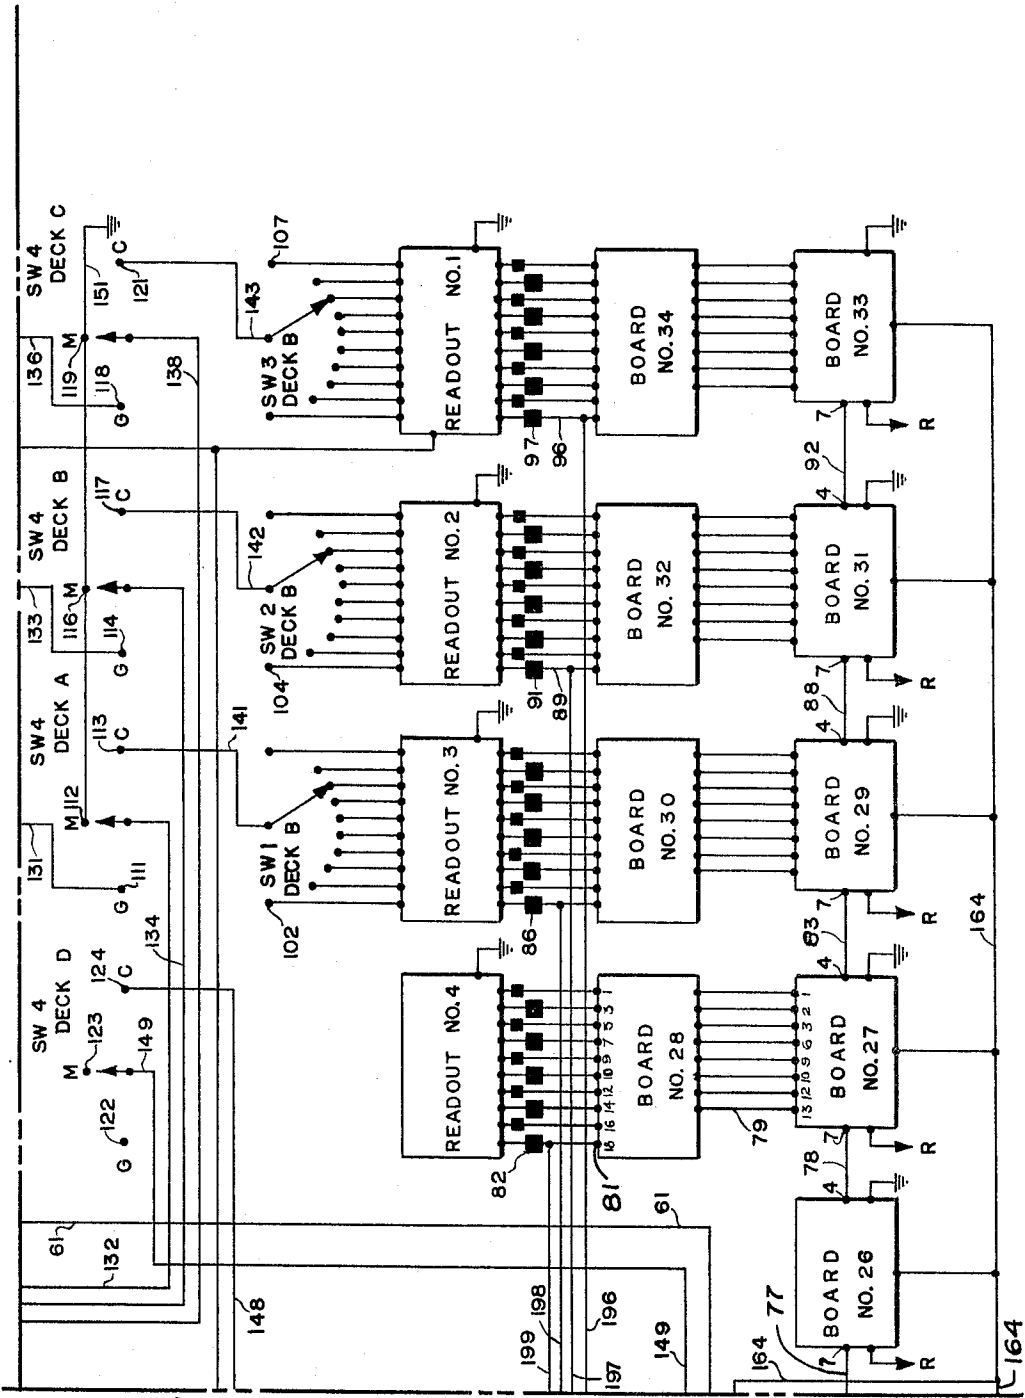 136
SW 4
DECK C
119
M
118
G
151
121
C
138
143
107
SW 3
DECK B
133
SW 4
DECK B
116
M
114
G
117
C
142
SW 2
DECK B
104
131
SW 4
DECK A
M
112
G
111
113
C
141
134
SW 1
DECK B
102
SW 4
DECK D
M
123
124
C
149
122
G
61
132
148
READOUT NO. 1
READOUT NO. 2
READOUT NO. 3
READOUT NO. 4
97
96
91
89
86
82
81
199
198
197
196
149
61
BOARD
NO. 34
BOARD
NO. 32
BOARD
NO. 30
BOARD
NO. 28
1
3
5
7
9
10
12
14
16
18
79
1
2
3
6
9
10
12
13
BOARD
NO. 33
7
R
92
BOARD
NO. 31
4
7
R
88
BOARD
NO. 29
4
7
R
83
BOARD
NO. 27
4
7
R
78
BOARD
NO. 26
4
7
R
77
164
164
164